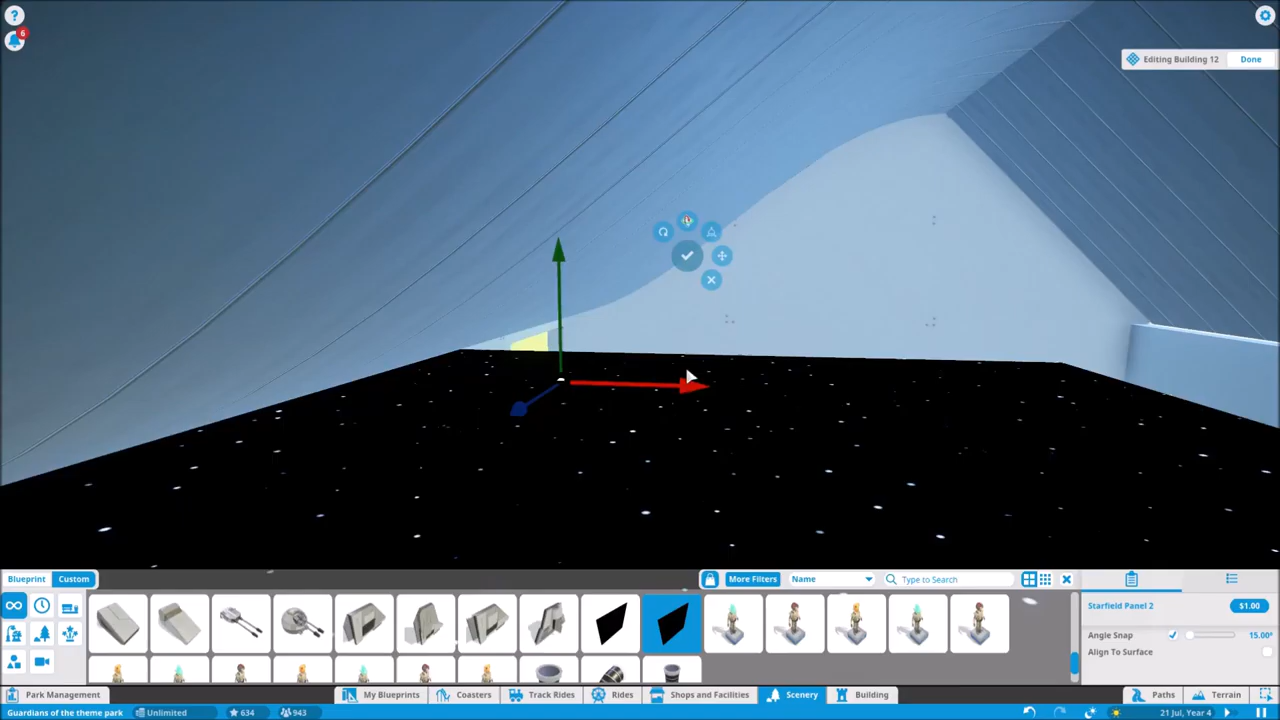 ?
6
Editing Building 12 Done
Blueprint Custom
More Filters Name Type to Search
Starfield Panel 2 $1.00
Angle Snap 15.00°
Align To Surface
Park Management My Blueprints Coasters Track Rides Rides Shops and Facilities Scenery Building Paths Terrain
Guardians of the theme park Unlimited 634 943 21 Jul, Year 4